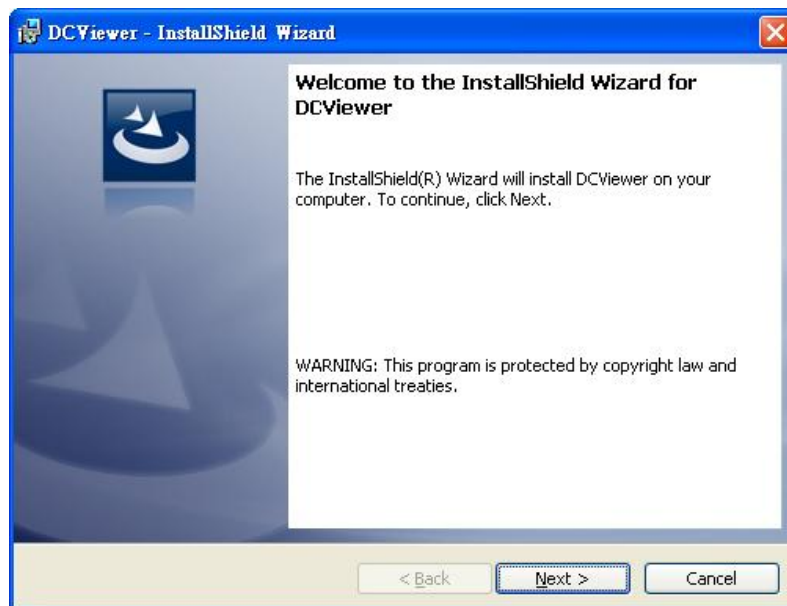 DCViewer - InstallShield Wizard
Welcome to the InstallShield Wizard for
DCViewer
The InstallShield(R) Wizard will install DCViewer on your
computer. To continue, click Next.
WARNING: This program is protected by copyright law and
international treaties.
< Back
Next >
Cancel